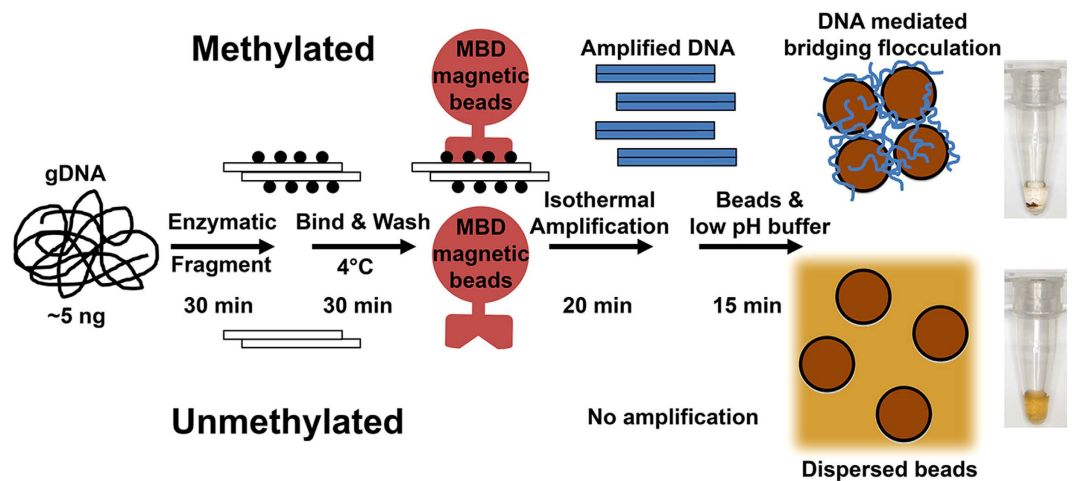 Methylated
MBD
magnetic
beads
Amplified DNA
DNA mediated
bridging flocculation
gDNA
~5 ng
Enzymatic
Fragment
30 min
Bind & Wash
4°C
30 min
MBD
magnetic
beads
Isothermal
Amplification
20 min
Beads &
low pH buffer
15 min
Unmethylated
No amplification
Dispersed beads